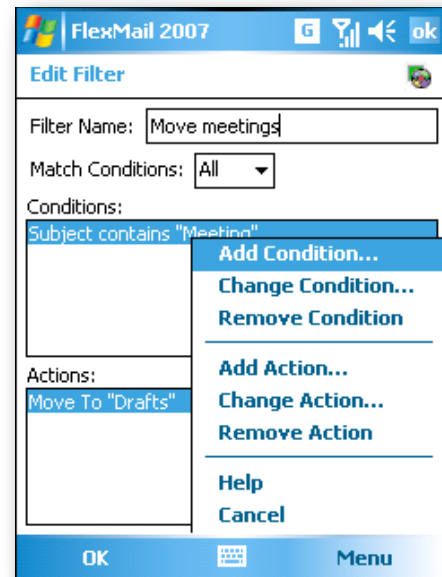 FlexMail 2007 G ok
Edit Filter
Filter Name: Move meetings
Match Conditions: All
Conditions:
Subject contains "Meeting"
Add Condition...
Change Condition...
Remove Condition
Add Action...
Change Action...
Remove Action
Help
Cancel
Actions:
Move To "Drafts"
OK Menu